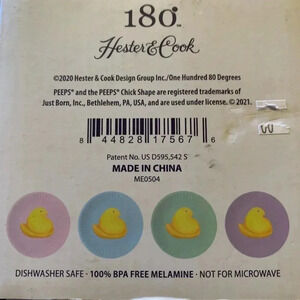 180°
Hester & Cook
©2020 Hester & Cook Design Group Inc./One Hundred 80 Degrees
PEEPS® and the PEEPS® Chick Shape are registered trademarks of
Just Born, Inc., Bethlehem, PA, USA, and are used under license. © 2021.
8 44828 17567 6
Patent No. US D595,542 S
MADE IN CHINA
ME0504
DISHWASHER SAFE · 100% BPA FREE MELAMINE · NOT FOR MICROWAVE